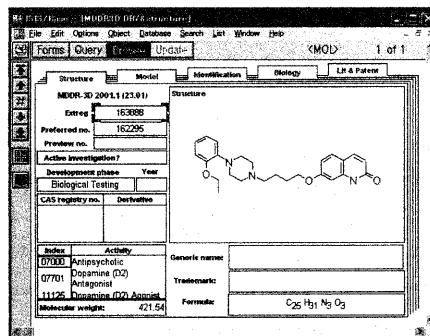 ISIS/Base
File Edit Options Object Database Search List Window Help
Forms Query Browse Update <MOL> 1 of 1
Structure Model Identification Biology Lit & Patent
MDDR-3D 2001.1 (23.01) Structure
Extreg
Preferred no. 162295
Preview no.
Active investigation?
Development phase Year
Biological Testing
CAS registry no. Derivative
Index Activity
07000 Antipsychotic
07701 Dopamine (D2) Antagonist
11125 Dopamine (D2) Agonist
Molecular weight: 421.54
N
N
O
O
N
O
Generic name:
Trademark:
Formula: C25 H31 N3 O3